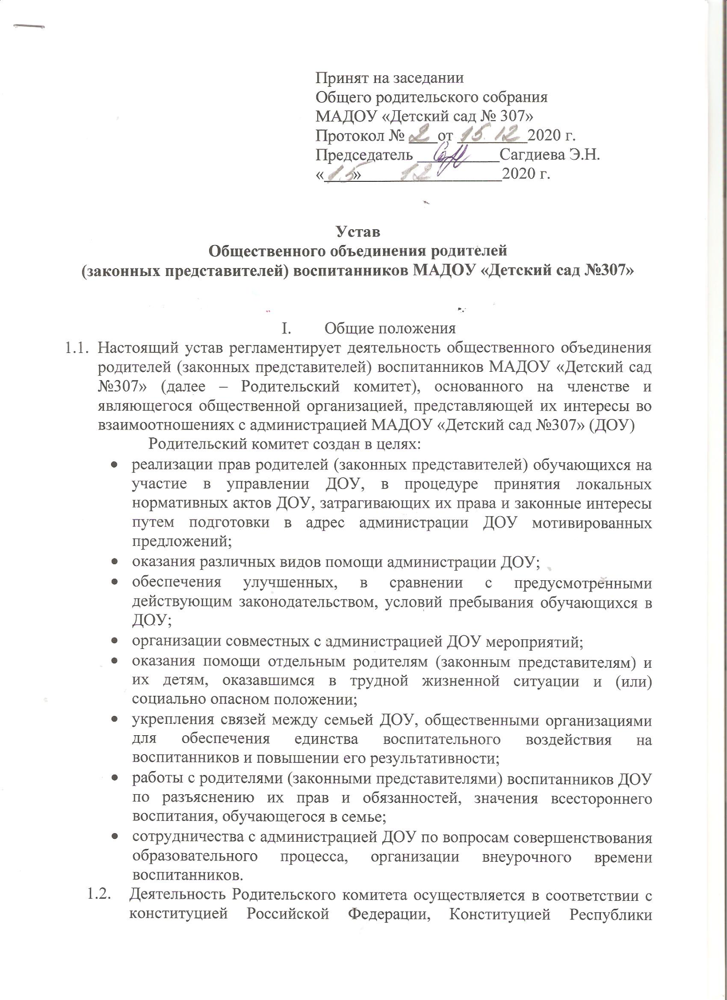 Принят на заседании
Общего родительского собрания
МАДОУ «Детский сад № 307»
Протокол № 2 от 15.12 2020 г.
Председатель Сагдиева Э.Н.
«15» 12 2020 г.
Устав
Общественного объединения родителей
(законных представителей) воспитанников МАДОУ «Детский сад №307»
I. Общие положения
1.1. Настоящий устав регламентирует деятельность общественного объединения
родителей (законных представителей) воспитанников МАДОУ «Детский сад
№307» (далее – Родительский комитет), основанного на членстве и
являющегося общественной организацией, представляющей их интересы во
взаимоотношениях с администрацией МАДОУ «Детский сад №307» (ДОУ)
Родительский комитет создан в целях:
• реализации прав родителей (законных представителей) обучающихся на
участие в управлении ДОУ, в процедуре принятия локальных
нормативных актов ДОУ, затрагивающих их права и законные интересы
путем подготовки в адрес администрации ДОУ мотивированных
предложений;
• оказания различных видов помощи администрации ДОУ;
• обеспечения улучшенных, в сравнении с предусмотренными
действующим законодательством, условий пребывания обучающихся в
ДОУ;
• организации совместных с администрацией ДОУ мероприятий;
• оказания помощи отдельным родителям (законным представителям) и
их детям, оказавшимся в трудной жизненной ситуации и (или)
социально опасном положении;
• укрепления связей между семьей ДОУ, общественными организациями
для обеспечения единства воспитательного воздействия на
воспитанников и повышении его результативности;
• работы с родителями (законными представителями) воспитанников ДОУ
по разъяснению их прав и обязанностей, значения всестороннего
воспитания, обучающегося в семье;
• сотрудничества с администрацией ДОУ по вопросам совершенствования
образовательного процесса, организации внеурочного времени
воспитанников.
1.2. Деятельность Родительского комитета осуществляется в соответствии с
конституцией Российской Федерации, Конституцией Республики